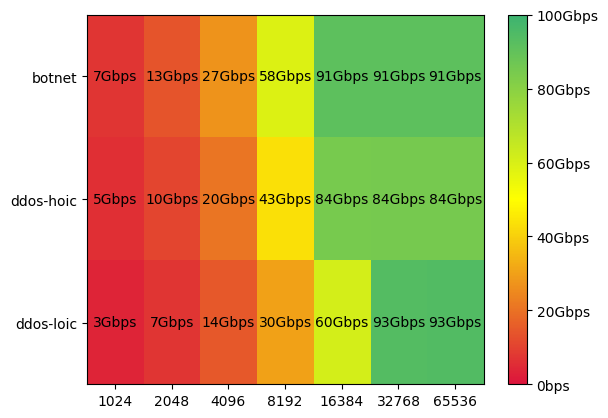 botnet 7Gbps 13Gbps 27Gbps 58Gbps 91Gbps 91Gbps 91Gbps
ddos-hoic 5Gbps 10Gbps 20Gbps 43Gbps 84Gbps 84Gbps 84Gbps
ddos-loic 3Gbps 7Gbps 14Gbps 30Gbps 60Gbps 93Gbps 93Gbps
1024 2048 4096 8192 16384 32768 65536
100Gbps
80Gbps
60Gbps
40Gbps
20Gbps
0bps